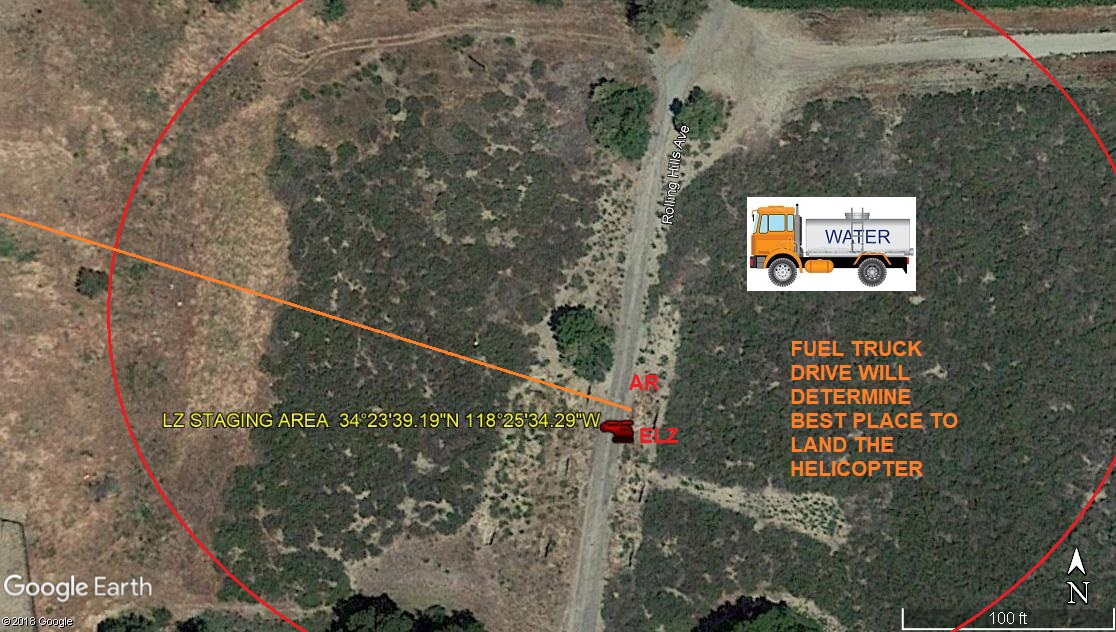 Rolling Hills Ave
WATER
FUEL TRUCK
DRIVE WILL
DETERMINE
BEST PLACE TO
LAND THE
HELICOPTER
AR
LZ STAGING AREA 34°23'39.19"N 118°25'34.29"W
ELZ
Google Earth
©2018 Google
N
100 ft